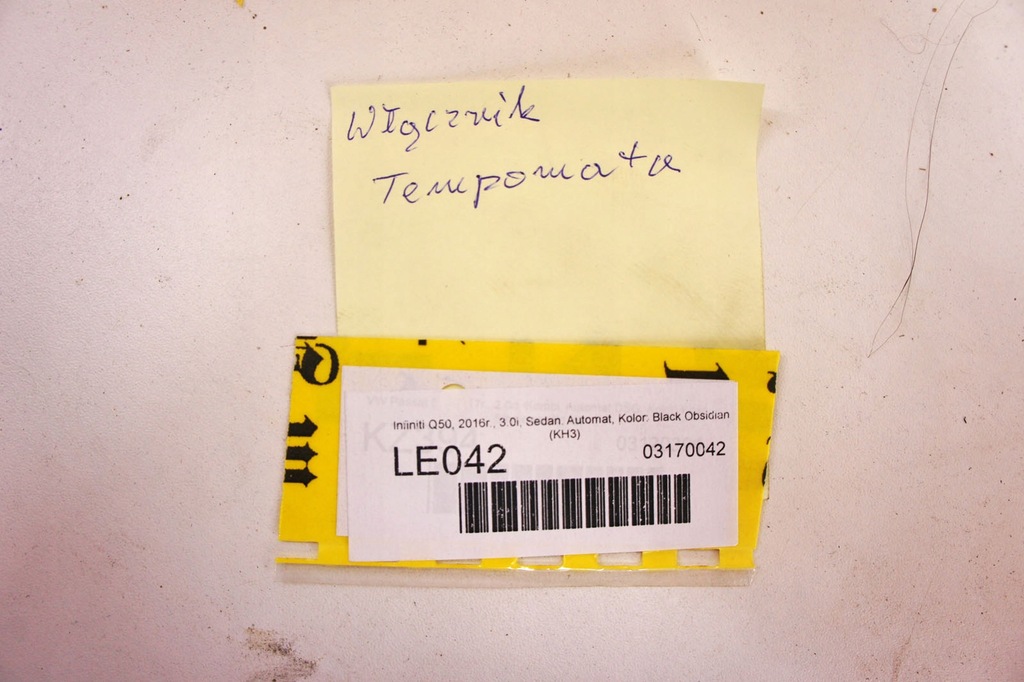 Włącznik
Tempomata
Infiniti Q50, 2016r., 3.0i, Sedan, Automat, Kolor: Black Obsidian
(KH3)
LE042
03170042